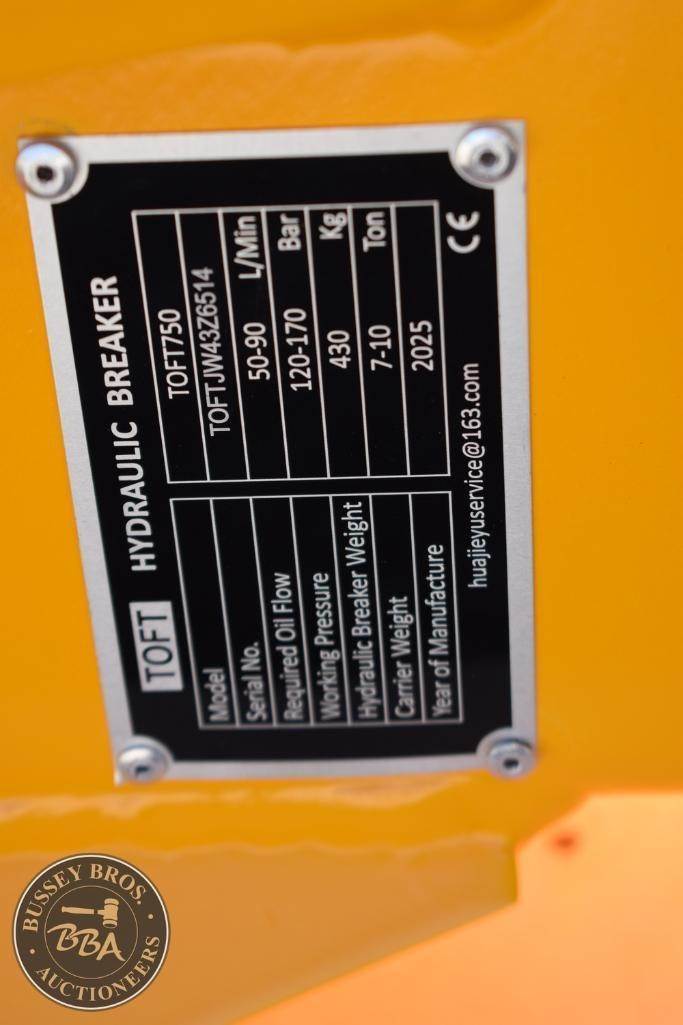 TOFT HYDRAULIC BREAKER
Model TOFT750
Serial No. TOFTJW43Z6514
Required Oil Flow 50-90 L/Min
Working Pressure 120-170 Bar
Hydraulic Breaker Weight 430 Kg
Carrier Weight 7-10 Ton
Year of Manufacture 2025
huajieyuservice@163.com CE
BUSSEY BROS.
BBA
AUCTIONEERS